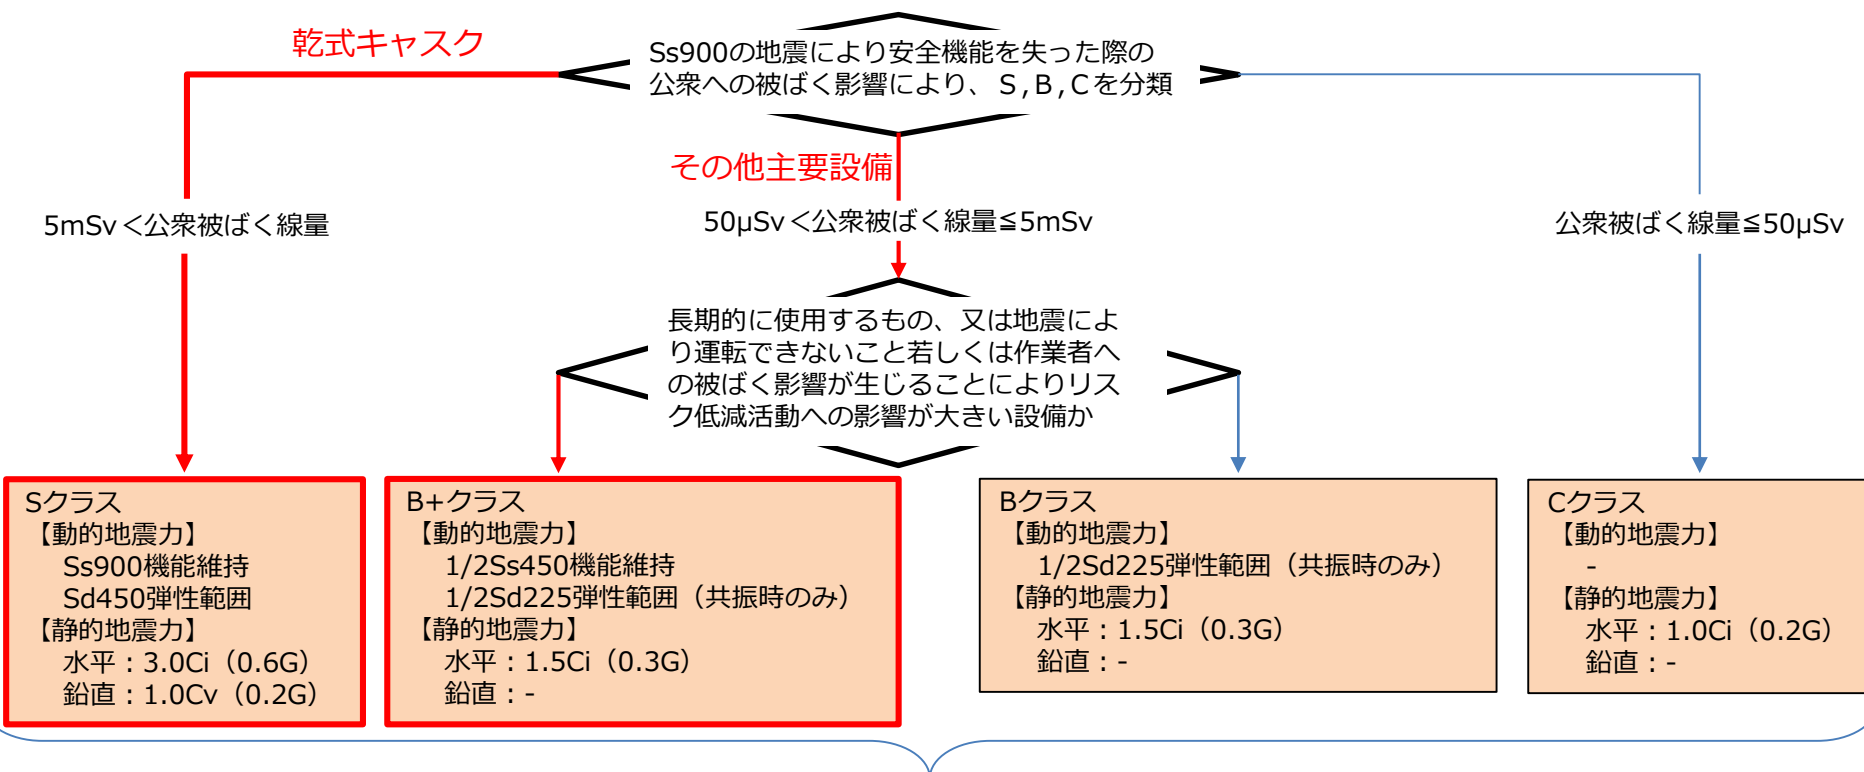 乾式キャスク
Ss900の地震により安全機能を失った際の
公衆への被ばく影響により、S,B,Cを分類
その他主要設備
5mSv<公衆被ばく線量
50μSv<公衆被ばく線量≦5mSv
公衆被ばく線量≦50μSv
長期的に使用するもの、又は地震によ
り運転できないこと若しくは作業者へ
の被ばく影響が生じることによりリス
ク低減活動への影響が大きい設備か
Sクラス
【動的地震力】
Ss900機能維持
Sd450弾性範囲
【静的地震力】
水平：3.0Ci（0.6G）
鉛直：1.0Cv（0.2G）
B+クラス
【動的地震力】
1/2Ss450機能維持
1/2Sd225弾性範囲（共振時のみ）
【静的地震力】
水平：1.5Ci（0.3G）
鉛直：-
Bクラス
【動的地震力】
1/2Sd225弾性範囲（共振時のみ）
【静的地震力】
水平：1.5Ci（0.3G）
鉛直：-
Cクラス
【動的地震力】
-
【静的地震力】
水平：1.0Ci（0.2G）
鉛直：-